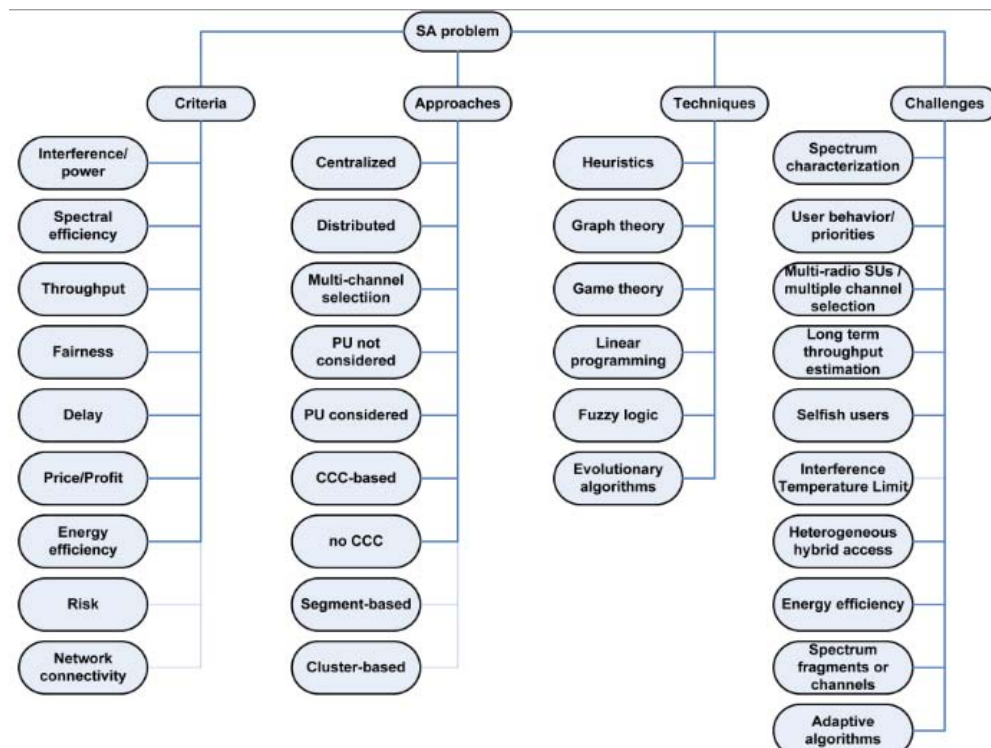 SA problem
Criteria
Approaches
Techniques
Challenges
Interference/
power
Spectral
efficiency
Throughput
Fairness
Delay
Price/Profit
Energy
efficiency
Risk
Network
connectivity
Centralized
Distributed
Multi-channel
selectiion
PU not
considered
PU considered
CCC-based
no CCC
Segment-based
Cluster-based
Heuristics
Graph theory
Game theory
Linear
programming
Fuzzy logic
Evolutionary
algorithms
Spectrum
characterization
User behavior/
priorities
Multi-radio SUs /
multiple channel
selection
Long term
throughput
estimation
Selfish users
Interference
Temperature Limit
Heterogeneous
hybrid access
Energy efficiency
Spectrum
fragments or
channels
Adaptive
algorithms